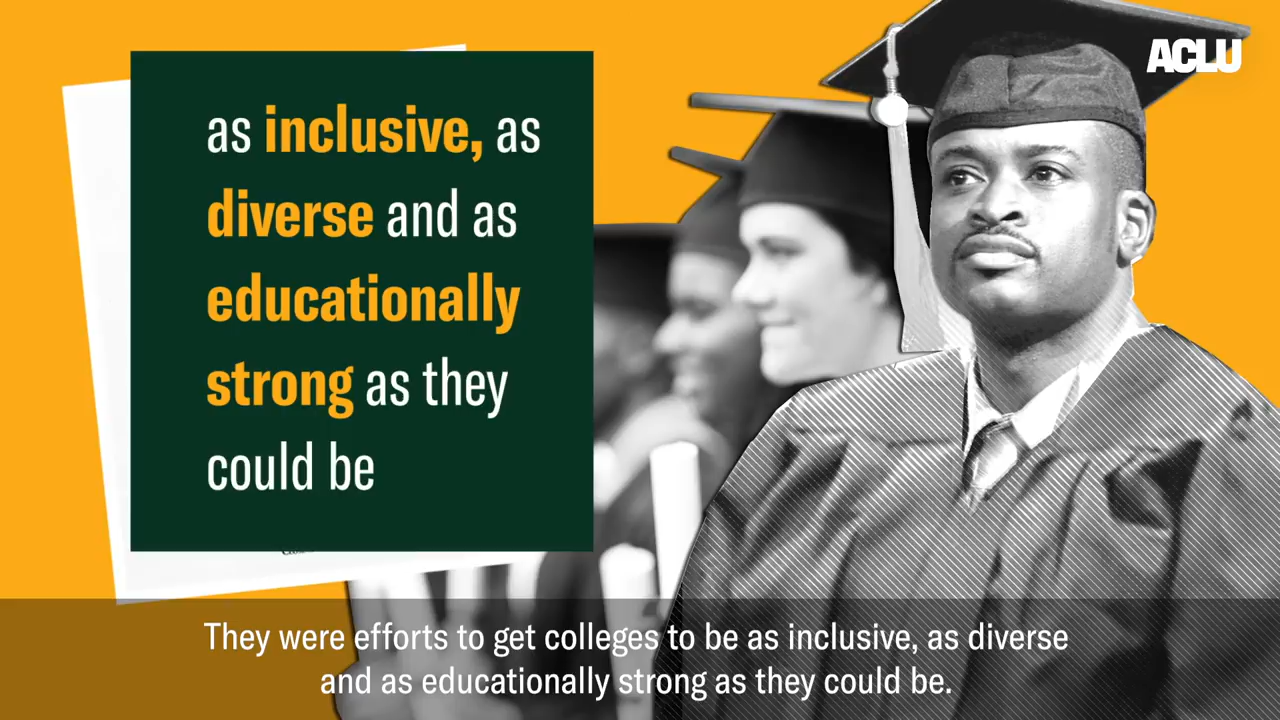 ACLU
as inclusive, as
diverse and as
educationally
strong as they
could be
They were efforts to get colleges to be as inclusive, as diverse
and as educationally strong as they could be.